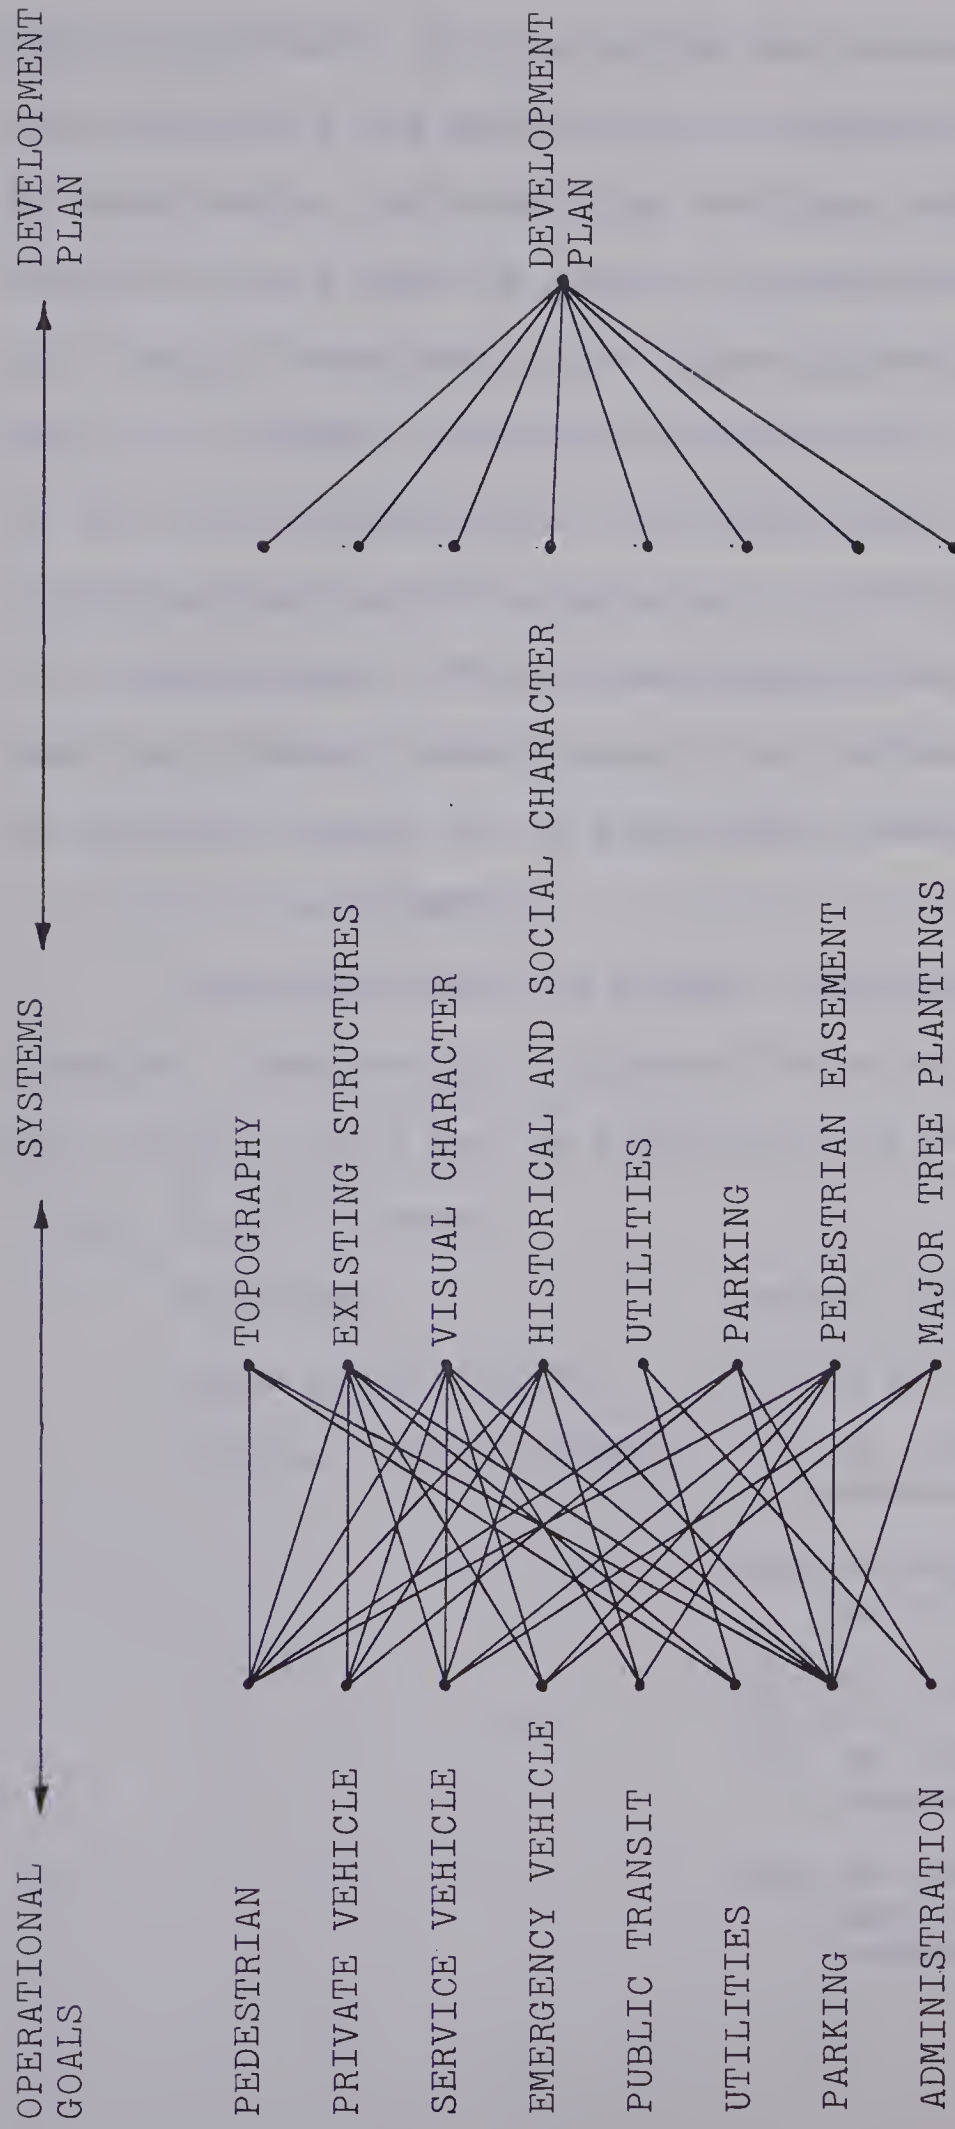 OPERATIONAL
GOALS
SYSTEMS
DEVELOPMENT
PLAN
PEDESTRIAN
TOPOGRAPHY
PRIVATE VEHICLE
EXISTING STRUCTURES
SERVICE VEHICLE
VISUAL CHARACTER
EMERGENCY VEHICLE
HISTORICAL AND SOCIAL CHARACTER
DEVELOPMENT
PLAN
PUBLIC TRANSIT
UTILITIES
UTILITIES
PARKING
PARKING
PEDESTRIAN EASEMENT
ADMINISTRATION
MAJOR TREE PLANTINGS